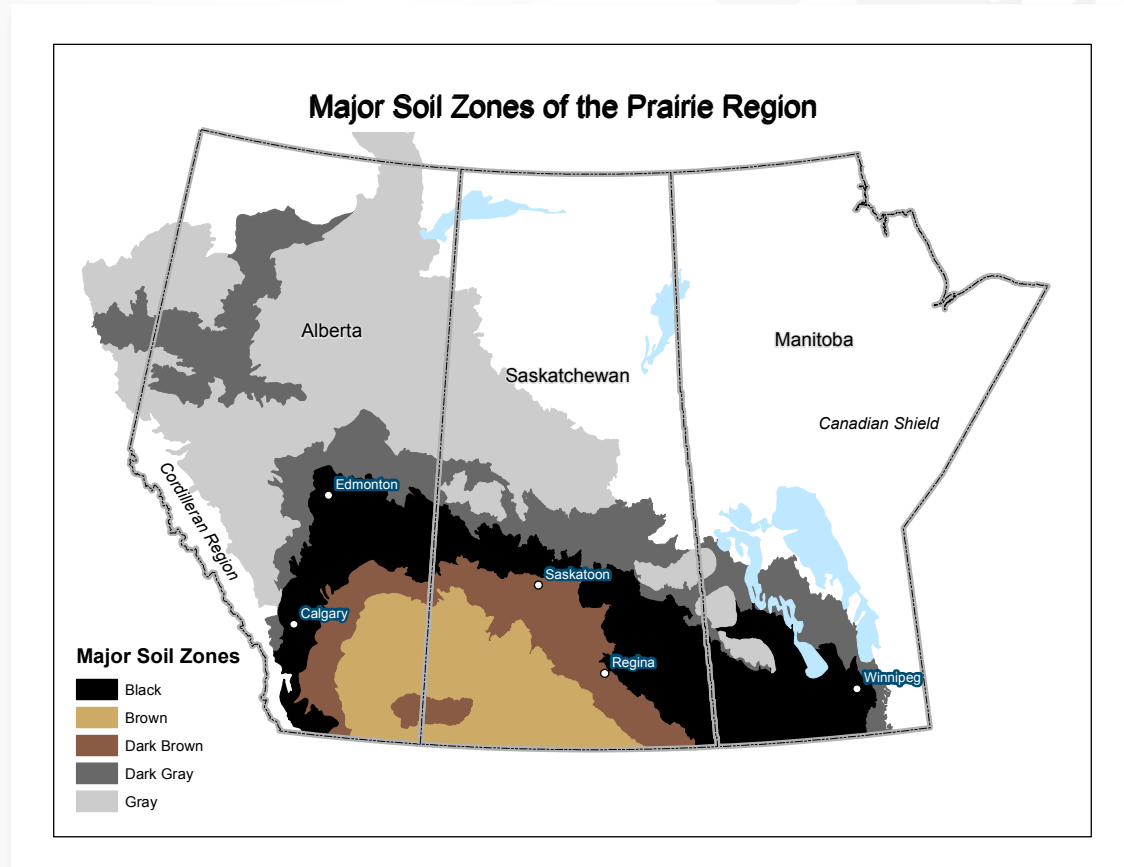 Major Soil Zones of the Prairie Region
Alberta
Manitoba
Saskatchewan
Canadian Shield
Cordilleran Region
Edmonton
Saskatoon
Calgary
Regina
Winnipeg
Major Soil Zones
Black
Brown
Dark Brown
Dark Gray
Gray